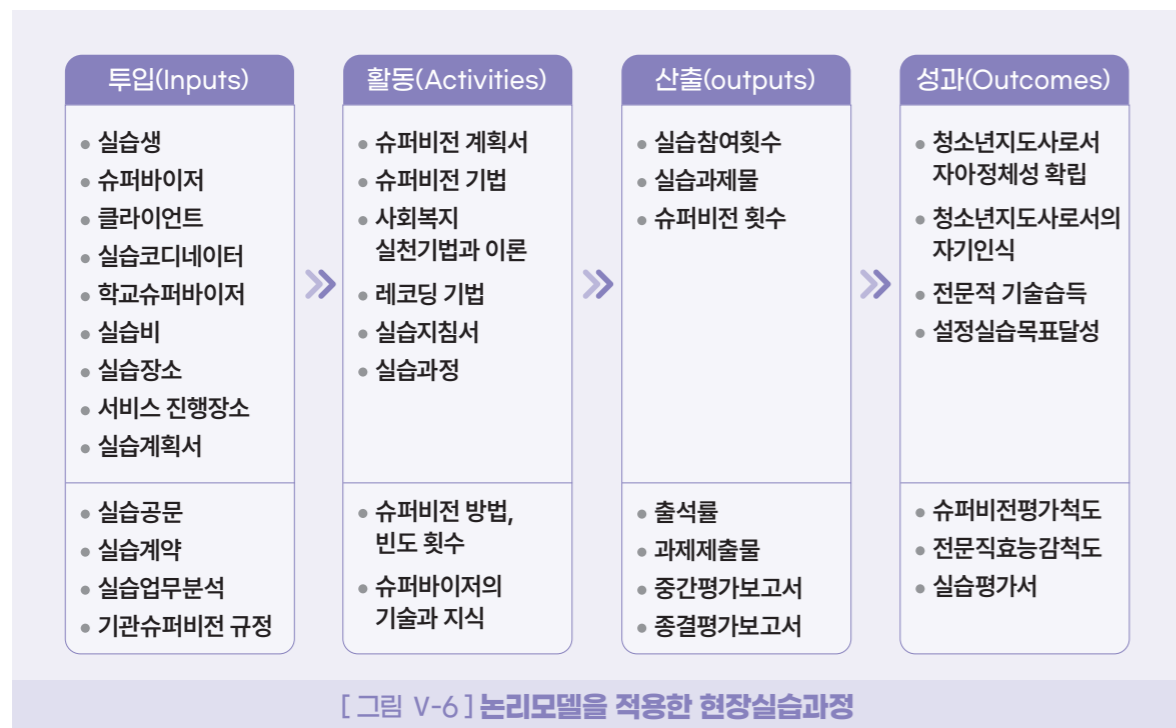 투입(Inputs)
• 실습생
• 슈퍼바이저
• 클라이언트
• 실습코디네이터
• 학교슈퍼바이저
• 실습비
• 실습장소
• 서비스 진행장소
• 실습계획서
• 실습공문
• 실습계약
• 실습업무분석
• 기관슈퍼비전 규정
활동(Activities)
• 슈퍼비전 계획서
• 슈퍼비전 기법
• 사회복지
실천기법과 이론
• 레코딩 기법
• 실습지침서
• 실습과정
• 슈퍼비전 방법,
빈도 횟수
• 슈퍼바이저의
기술과 지식
산출(outputs)
• 실습참여횟수
• 실습과제물
• 슈퍼비전 횟수
• 출석률
• 과제제출물
• 중간평가보고서
• 종결평가보고서
성과(Outcomes)
• 청소년지도사로서
자아정체성 확립
• 청소년지도사로서의
자기인식
• 전문적 기술습득
• 설정실습목표달성
• 슈퍼비전평가척도
• 전문직효능감척도
• 실습평가서
[ 그림 Ⅴ-6 ] 논리모델을 적용한 현장실습과정